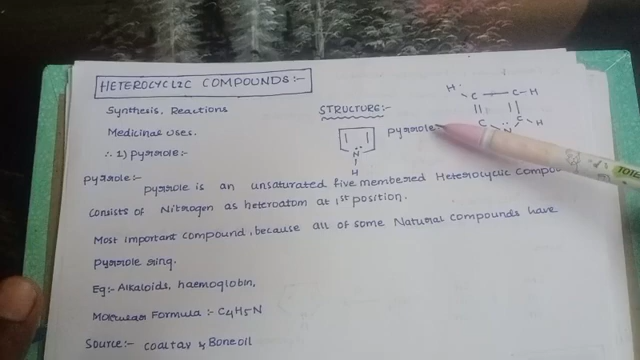 HETEROCYCLIC COMPOUNDS:-
Synthesis, Reactions
Medicinal Uses.
∴ 1) Pyrrole:-
STRUCTURE:-
N
H
Pyrrole
H
C C-H
C C
N H
Pyrrole:-
Pyrrole is an unsaturated five membered Heterocyclic
Consists of Nitrogen as heteroatom at 1st position.
Most important compound, because all of some Natural compounds have
pyrrole ring.
Eg:- Alkaloids, haemoglobin,
Molecular Formula :- C4H5N
Source:- Coaltar & Boneoil